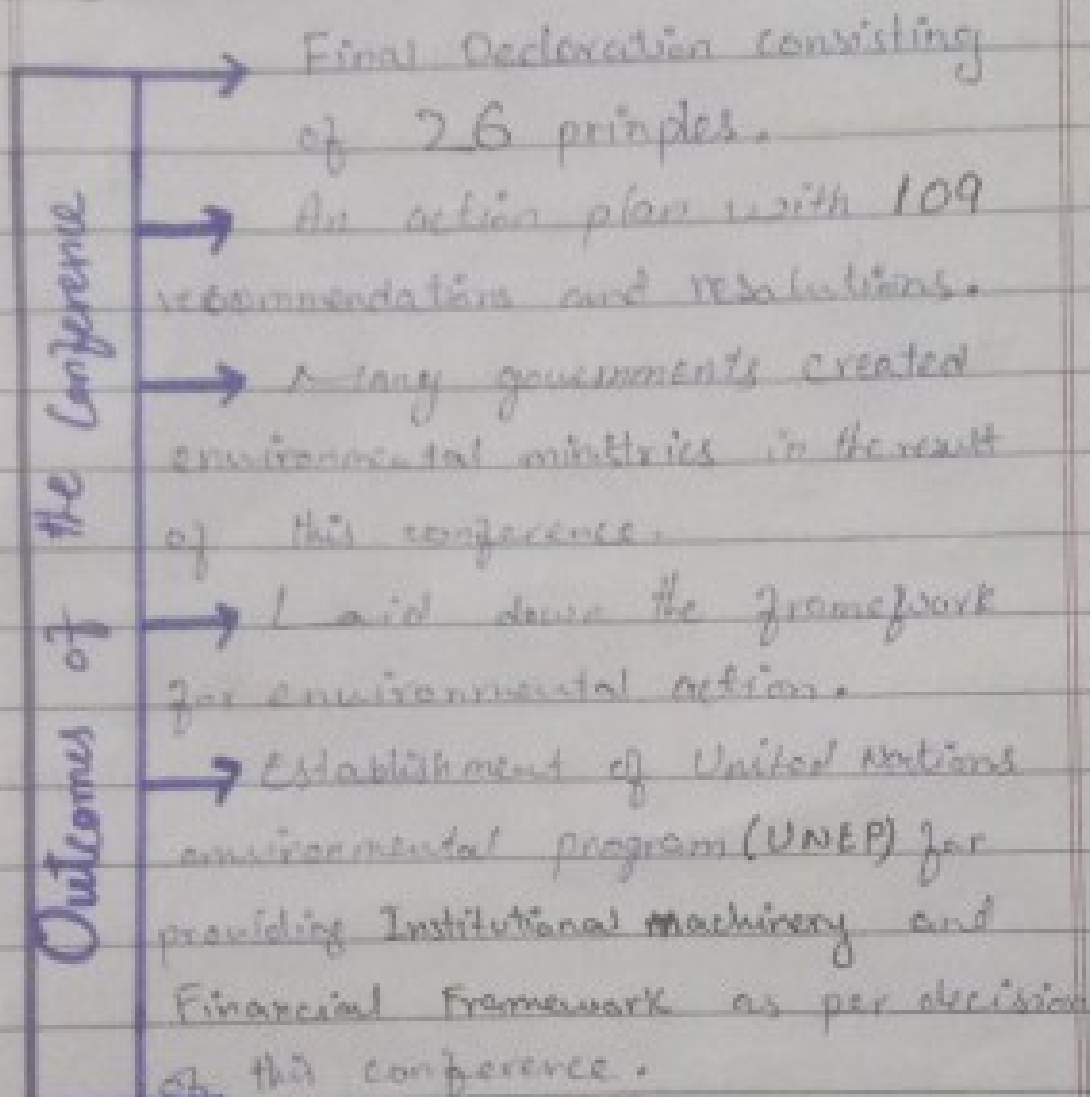 Outcomes of the Conference
Final Declaration consisting
of 26 prinples.
An action plan with 109
recommendations and resolutions.
Many governments created
environmental ministries in the result
of this conference.
Laid down the framefwork
for environmental action.
Establishment of United Nations
environmental program (UNEP) for
providing Institutional Machinery and
Financial Framework as per decision
of this conference.